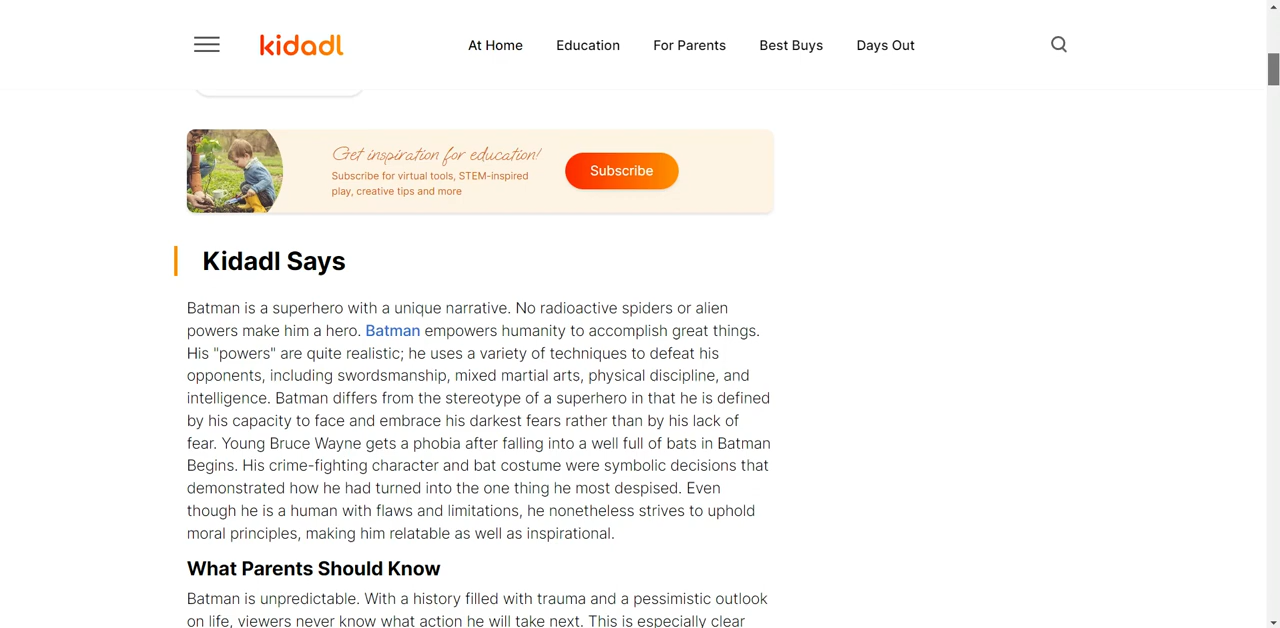 kidadl
At Home
Education
For Parents
Best Buys
Days Out
Get inspiration for education!
Subscribe for virtual tools, STEM-inspired
play, creative tips and more
Subscribe
Kidadl Says
Batman is a superhero with a unique narrative. No radioactive spiders or alien
powers make him a hero. Batman empowers humanity to accomplish great things.
His "powers" are quite realistic; he uses a variety of techniques to defeat his
opponents, including swordsmanship, mixed martial arts, physical discipline, and
intelligence. Batman differs from the stereotype of a superhero in that he is defined
by his capacity to face and embrace his darkest fears rather than by his lack of
fear. Young Bruce Wayne gets a phobia after falling into a well full of bats in Batman
Begins. His crime-fighting character and bat costume were symbolic decisions that
demonstrated how he had turned into the one thing he most despised. Even
though he is a human with flaws and limitations, he nonetheless strives to uphold
moral principles, making him relatable as well as inspirational.
What Parents Should Know
Batman is unpredictable. With a history filled with trauma and a pessimistic outlook
on life, viewers never know what action he will take next. This is especially clear